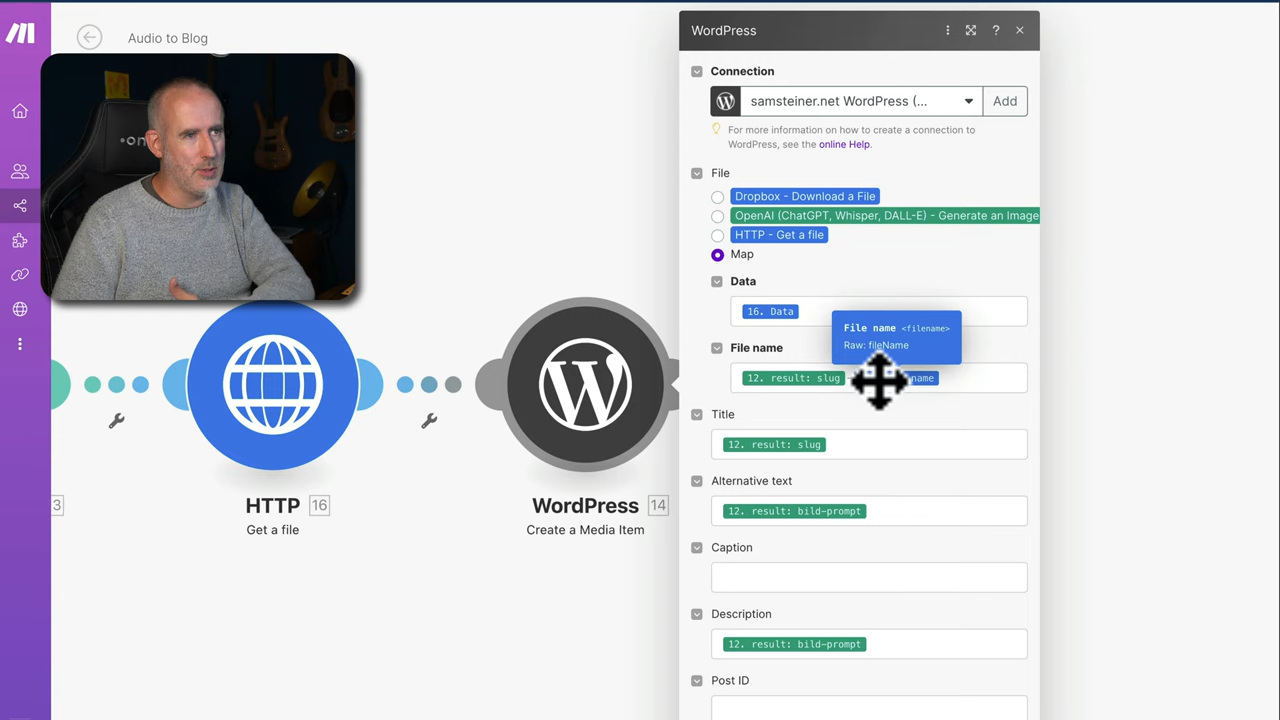 Audio to Blog
WordPress
?
Connection
samsteiner.net WordPress (...
Add
For more information on how to create a connection to
WordPress, see the online Help.
File
Dropbox - Download a File
OpenAI (ChatGPT, Whisper, DALL-E) - Generate an Image
HTTP - Get a file
Map
Data
16. Data
File name <filename>
Raw: fileName
File name
12. result: slug
name
Title
12. result: slug
Alternative text
12. result: bild-prompt
Caption
Description
12. result: bild-prompt
Post ID
3
HTTP 16
Get a file
WordPress 14
Create a Media Item